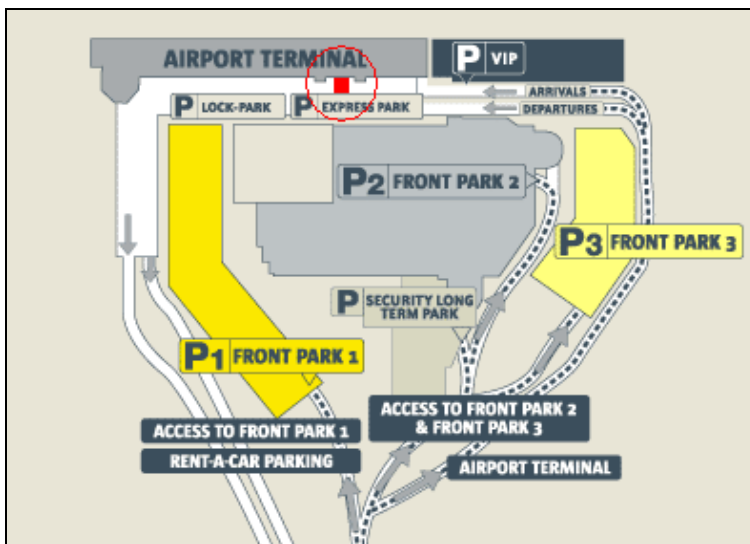 AIRPORT TERMINAL
P VIP
ARRIVALS
DEPARTURES
P LOCK-PARK
P EXPRESS PARK
P2 FRONT PARK 2
P3 FRONT PARK 3
P SECURITY LONG
TERM PARK
P1 FRONT PARK 1
ACCESS TO FRONT PARK 1
RENT-A-CAR PARKING
ACCESS TO FRONT PARK 2
& FRONT PARK 3
AIRPORT TERMINAL